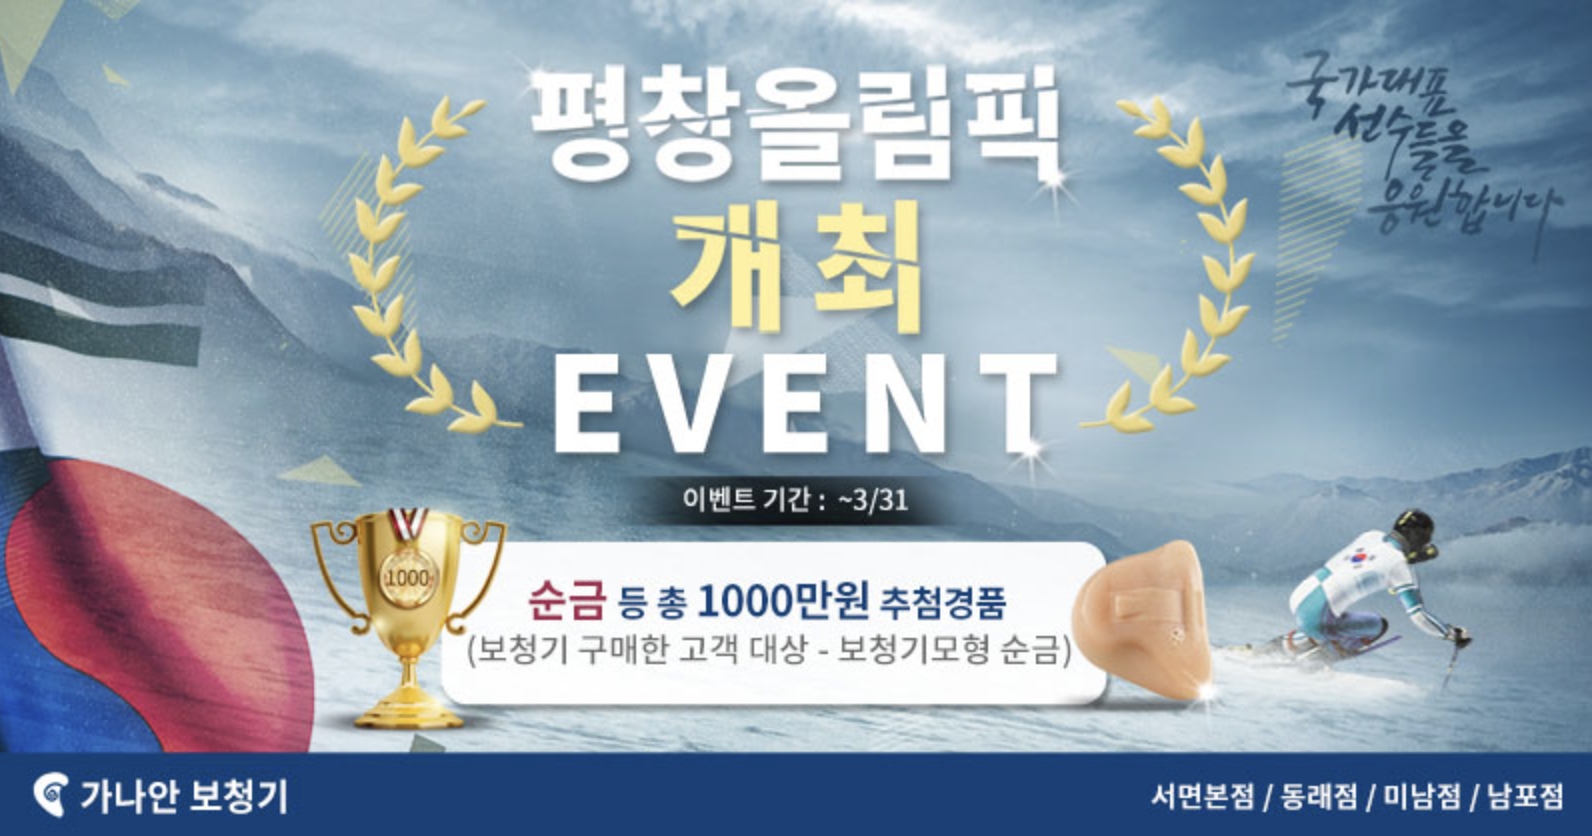 평창올림픽
개최
EVENT
국가대표
선수들을
응원합니다
이벤트 기간 : ~3/31
1000
순금 등 총 1000만원 추첨경품
(보청기 구매한 고객 대상 - 보청기모형 순금)
가나안 보청기
서면본점 / 동래점 / 미남점 / 남포점